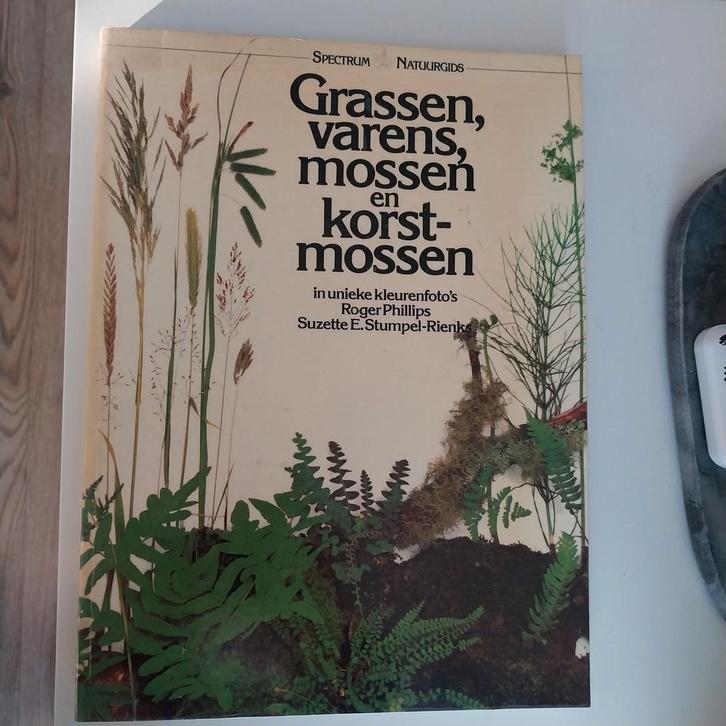 SPECTRUM NATUURGIDS
Grassen,
varens,
mossen
en
korst-
mossen
in unieke kleurenfoto's
Roger Phillips
Suzette E. Stumpel-Rienks